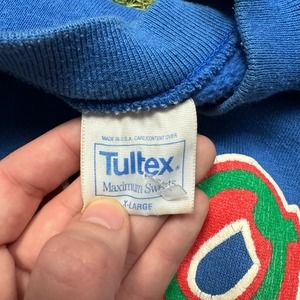 MADE IN U.S.A. CARE/CONTENT OVER
Tultex
Maximum Sweats
X-LARGE